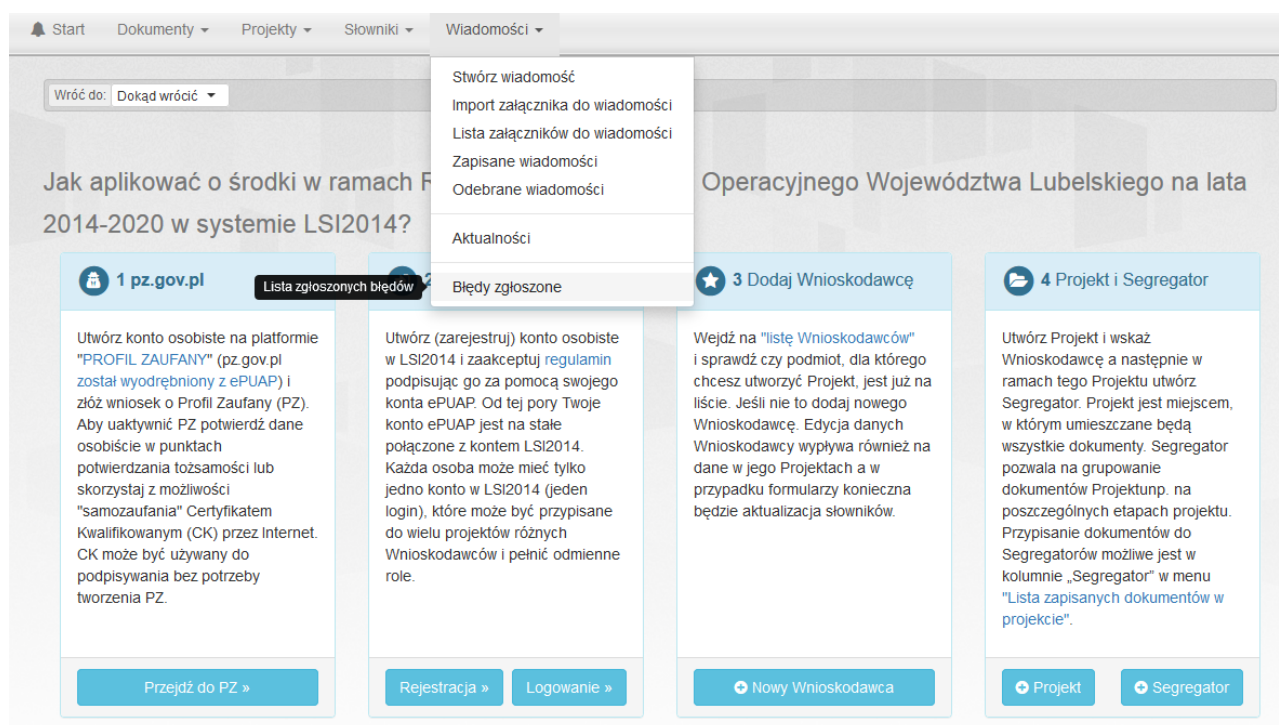 Start Dokumenty Projekty Słowniki Wiadomości
Stwórz wiadomość
Import załącznika do wiadomości
Lista załączników do wiadomości
Zapisane wiadomości
Odebrane wiadomości
Aktualności
Błędy zgłoszone
Lista zgłoszonych błędów
Wróć do: Dokąd wrócić
Jak aplikować o środki w ramach Operacyjnego Województwa Lubelskiego na lata
2014-2020 w systemie LSI2014?
1 pz.gov.pl
Utwórz konto osobiste na platformie
"PROFIL ZAUFANY" (pz.gov.pl
został wyodrębniony z ePUAP) i
złóż wniosek o Profil Zaufany (PZ).
Aby uaktywnić PZ potwierdź dane
osobiście w punktach
potwierdzania tożsamości lub
skorzystaj z możliwości
"samozaufania" Certyfikatem
Kwalifikowanym (CK) przez Internet.
CK może być używany do
podpisywania bez potrzeby
tworzenia PZ.
Przejdź do PZ »
2
Utwórz (zarejestruj) konto osobiste
w LSI2014 i zaakceptuj regulamin
podpisując go za pomocą swojego
konta ePUAP. Od tej pory Twoje
konto ePUAP jest na stałe
połączone z kontem LSI2014.
Każda osoba może mieć tylko
jedno konto w LSI2014 (jeden
login), które może być przypisane
do wielu projektów różnych
Wnioskodawców i pełnić odmienne
role.
Rejestracja » Logowanie »
3 Dodaj Wnioskodawcę
Wejdź na "listę Wnioskodawców"
i sprawdź czy podmiot, dla którego
chcesz utworzyć Projekt, jest już na
liście. Jeśli nie to dodaj nowego
Wnioskodawcę. Edycja danych
Wnioskodawcy wypływa również na
dane w jego Projektach a w
przypadku formularzy konieczna
będzie aktualizacja słowników.
Nowy Wnioskodawca
4 Projekt i Segregator
Utwórz Projekt i wskaż
Wnioskodawcę a następnie w
ramach tego Projektu utwórz
Segregator. Projekt jest miejscem,
w którym umieszczane będą
wszystkie dokumenty. Segregator
pozwala na grupowanie
dokumentów Projektunp. na
poszczególnych etapach projektu.
Przypisanie dokumentów do
Segregatorów możliwe jest w
kolumnie „Segregator” w menu
"Lista zapisanych dokumentów w
projekcie".
Projekt Segregator